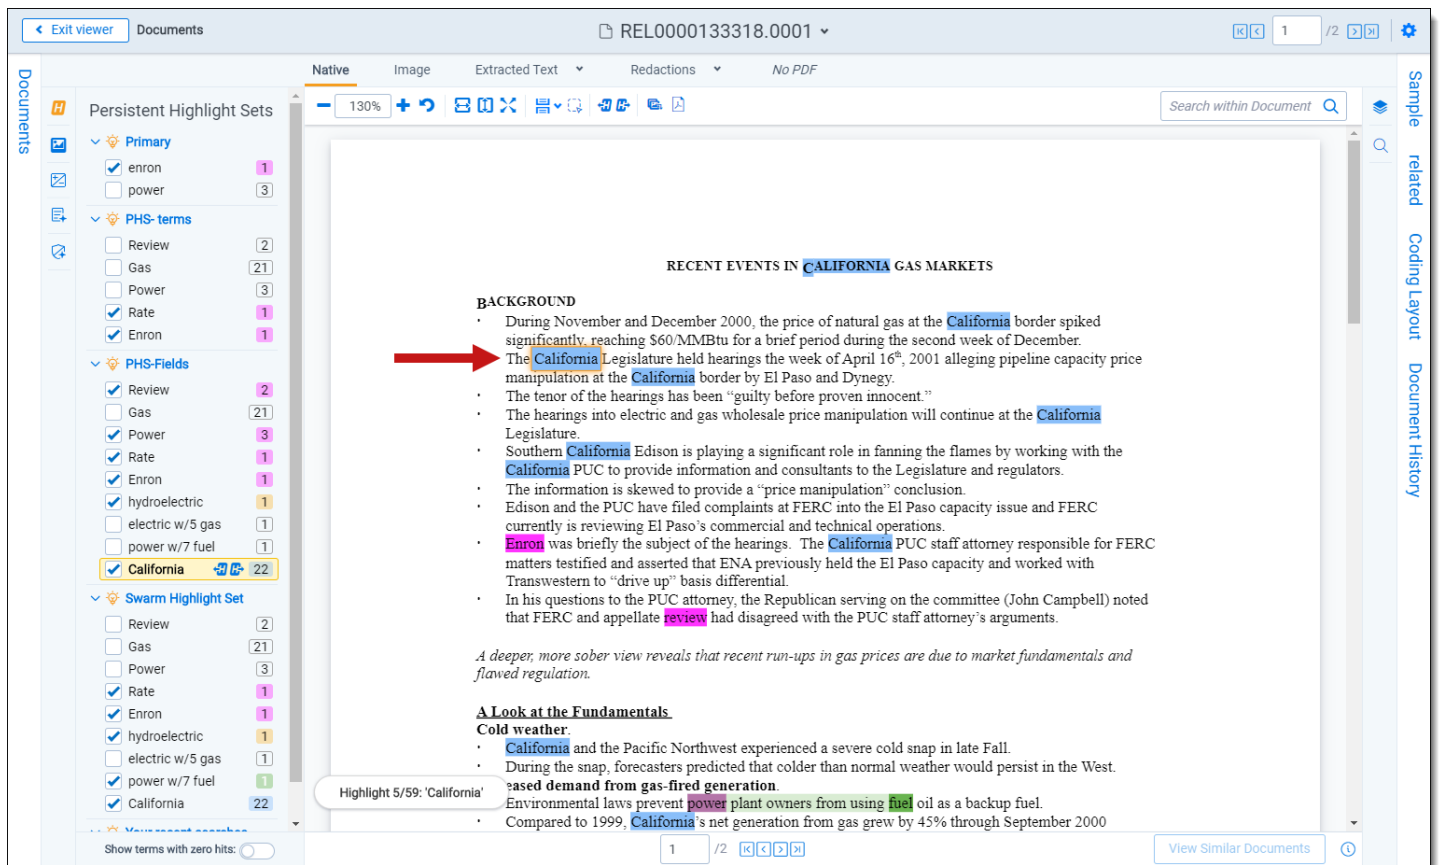 Exit viewer
Documents
REL0000133318.0001
1
/2
Documents
Native
Image
Extracted Text
Redactions
No PDF
130%
Search within Document
Persistent Highlight Sets
Primary
enron 1
power 3
PHS- terms
Review 2
Gas 21
Power 3
Rate 1
Enron 1
PHS-Fields
Review 2
Gas 21
Power 3
Rate 1
Enron 1
hydroelectric 1
electric w/5 gas 1
power w/7 fuel 1
California 22
Swarm Highlight Set
Review 2
Gas 21
Power 3
Rate 1
Enron 1
hydroelectric 1
electric w/5 gas 1
power w/7 fuel 1
California 22
Your recent searches
Show terms with zero hits:
RECENT EVENTS IN CALIFORNIA GAS MARKETS
BACKGROUND
· During November and December 2000, the price of natural gas at the California border spiked
significantly, reaching $60/MMBtu for a brief period during the second week of December.
The California Legislature held hearings the week of April 16th, 2001 alleging pipeline capacity price
manipulation at the California border by El Paso and Dynegy.
· The tenor of the hearings has been “guilty before proven innocent.”
· The hearings into electric and gas wholesale price manipulation will continue at the California
Legislature.
· Southern California Edison is playing a significant role in fanning the flames by working with the
California PUC to provide information and consultants to the Legislature and regulators.
· The information is skewed to provide a “price manipulation” conclusion.
· Edison and the PUC have filed complaints at FERC into the El Paso capacity issue and FERC
currently is reviewing El Paso’s commercial and technical operations.
· Enron was briefly the subject of the hearings. The California PUC staff attorney responsible for FERC
matters testified and asserted that ENA previously held the El Paso capacity and worked with
Transwestern to “drive up” basis differential.
· In his questions to the PUC attorney, the Republican serving on the committee (John Campbell) noted
that FERC and appellate review had disagreed with the PUC staff attorney’s arguments.
A deeper, more sober view reveals that recent run-ups in gas prices are due to market fundamentals and
flawed regulation.
A Look at the Fundamentals
Cold weather.
· California and the Pacific Northwest experienced a severe cold snap in late Fall.
· During the snap, forecasters predicted that colder than normal weather would persist in the West.
eased demand from gas-fired generation.
Environmental laws prevent power plant owners from using fuel oil as a backup fuel.
· Compared to 1999, California’s net generation from gas grew by 45% through September 2000
Highlight 5/59: 'California'
1
/2
View Similar Documents
Sample
related
Coding Layout
Document History